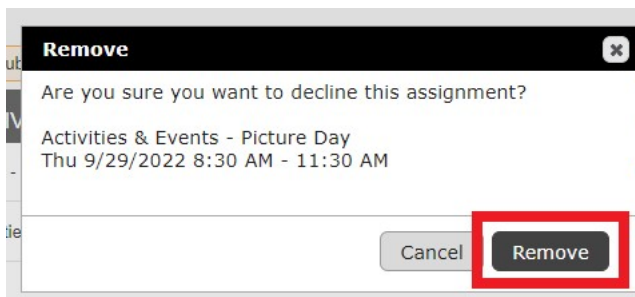 Remove
Are you sure you want to decline this assignment?
Activities & Events - Picture Day
Thu 9/29/2022 8:30 AM - 11:30 AM
Cancel Remove